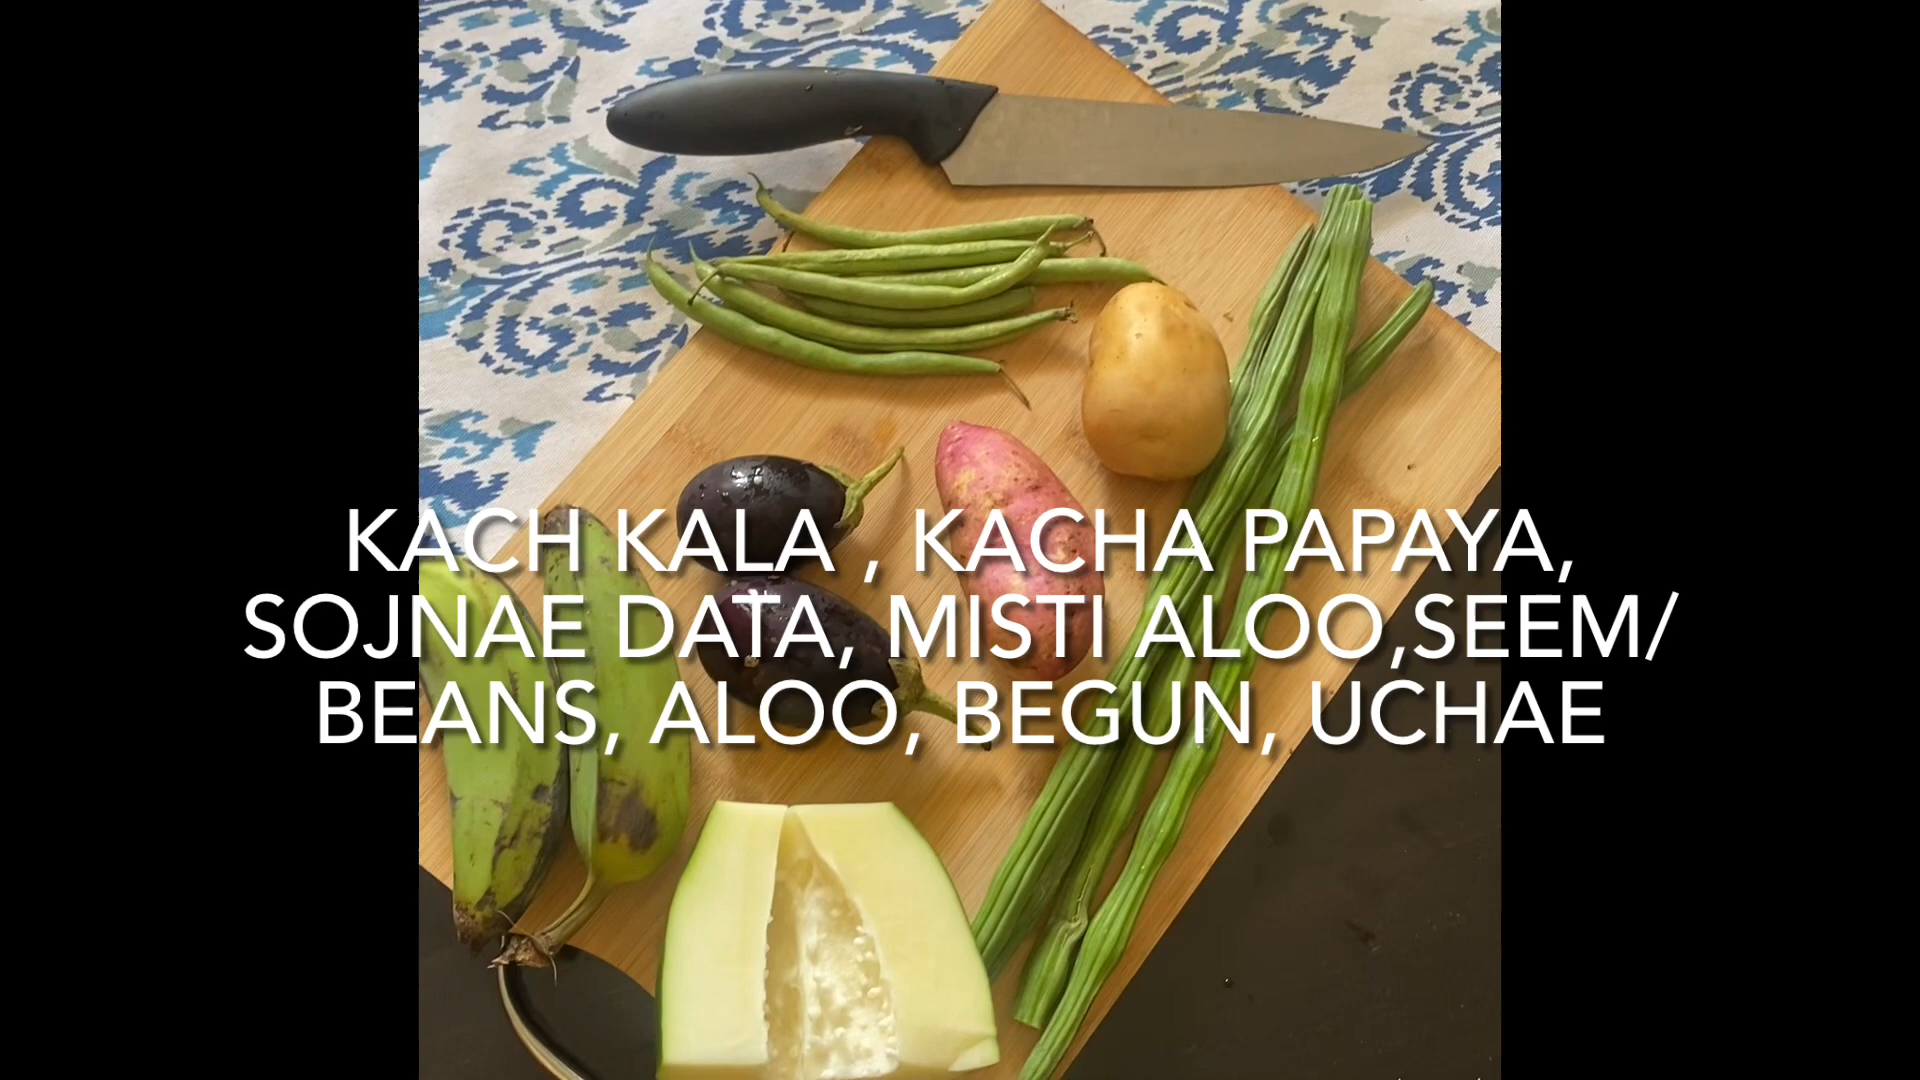 KACH KALA , KACHA PAPAYA,
SOJNAE DATA, MISTI ALOO,SEEM/
BEANS, ALOO, BEGUN, UCHAE